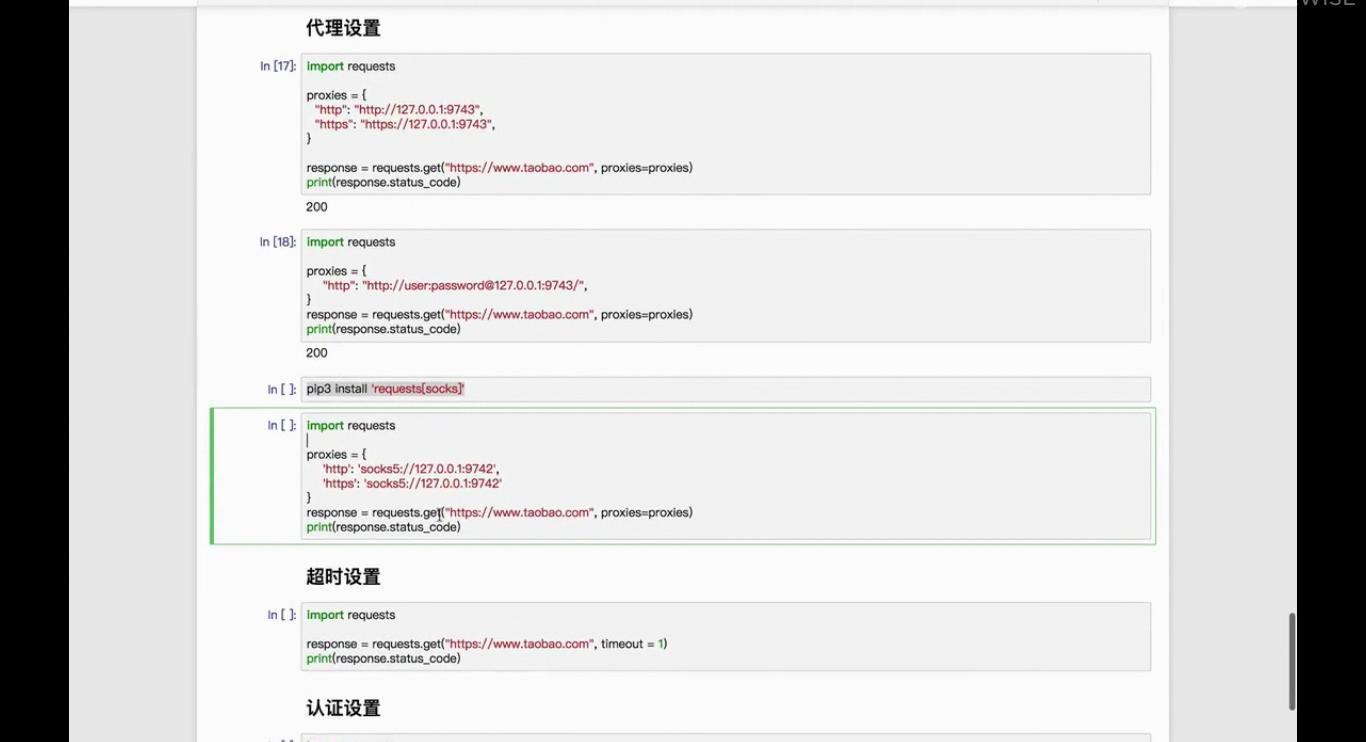 WISE
代理设置
In [17]:
import requests
proxies = {
"http": "http://127.0.0.1:9743",
"https": "https://127.0.0.1:9743",
}
response = requests.get("https://www.taobao.com", proxies=proxies)
print(response.status_code)
200
In [18]:
import requests
proxies = {
"http": "http://user:password@127.0.0.1:9743/",
}
response = requests.get("https://www.taobao.com", proxies=proxies)
print(response.status_code)
200
In [ ]:
pip3 install 'requests[socks]'
In [ ]:
import requests
proxies = {
'http': 'socks5://127.0.0.1:9742',
'https': 'socks5://127.0.0.1:9742'
}
response = requests.get("https://www.taobao.com", proxies=proxies)
print(response.status_code)
超时设置
In [ ]:
import requests
response = requests.get("https://www.taobao.com", timeout = 1)
print(response.status_code)
认证设置